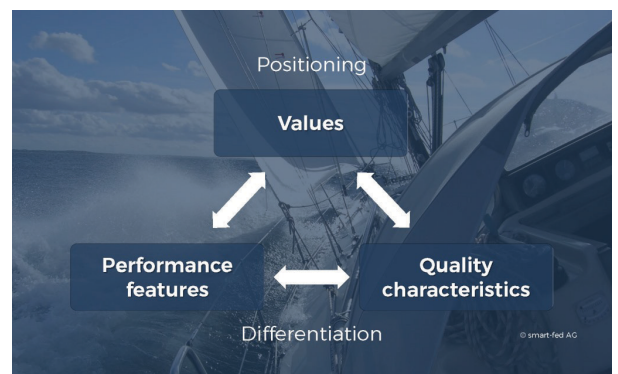 Positioning
Values
Performance
features
Quality
characteristics
Differentiation
© smart-fed AG